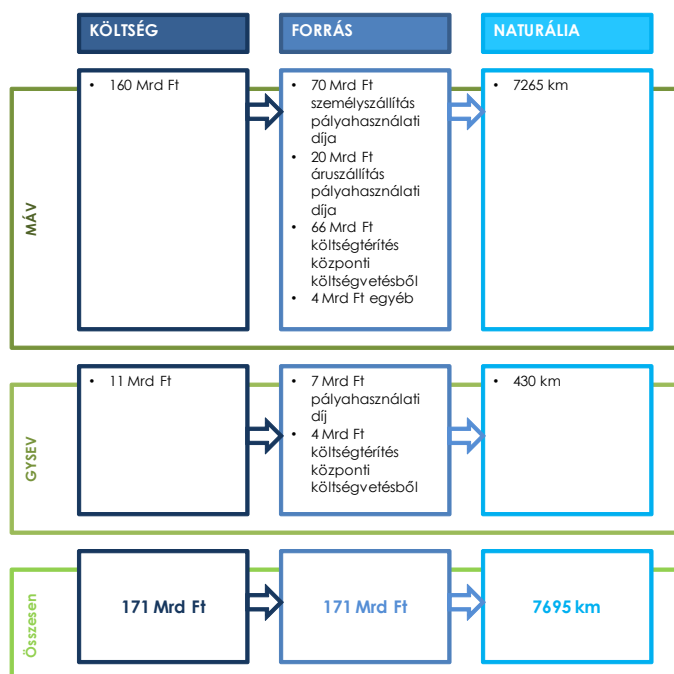 KÖLTSÉG
FORRÁS
NATURÁLIA
MÁV
• 160 Mrd Ft
• 70 Mrd Ft
személyszállítás
pályahasználati
díja
• 20 Mrd Ft
áruszállítás
pályahasználati
díja
• 66 Mrd Ft
költségtérítés
központi
költségvetésből
• 4 Mrd Ft egyéb
• 7265 km
GYSEV
• 11 Mrd Ft
• 7 Mrd Ft
pályahasználati
díj
• 4 Mrd Ft
költségtérítés
központi
költségvetésből
• 430 km
Összesen
171 Mrd Ft
171 Mrd Ft
7695 km